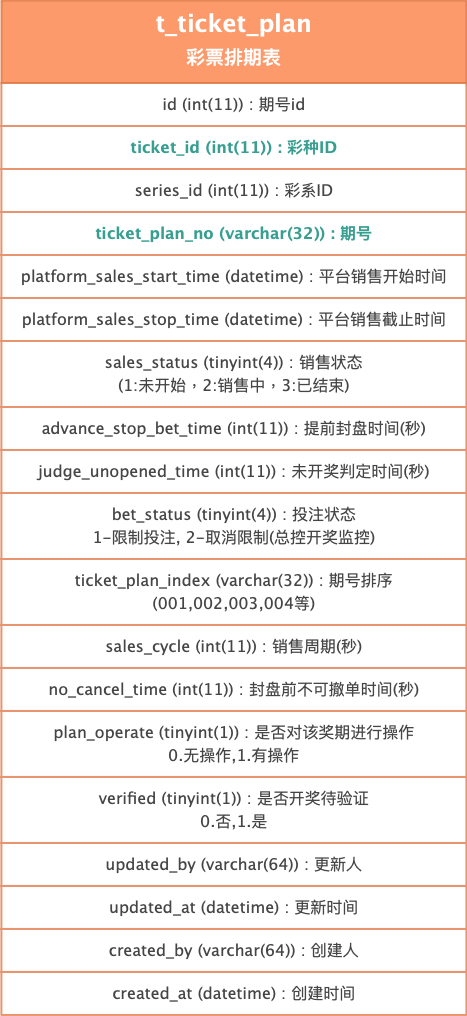 t_ticket_plan
彩票排期表
id (int(11)) : 期号id
ticket_id (int(11)) : 彩种ID
series_id (int(11)) : 彩系ID
ticket_plan_no (varchar(32)) : 期号
platform_sales_start_time (datetime) : 平台销售开始时间
platform_sales_stop_time (datetime) : 平台销售截止时间
sales_status (tinyint(4)) : 销售状态
(1:未开始，2:销售中，3:已结束)
advance_stop_bet_time (int(11)) : 提前封盘时间(秒)
judge_unopened_time (int(11)) : 未开奖判定时间(秒)
bet_status (tinyint(4)) : 投注状态
1-限制投注, 2-取消限制(总控开奖监控)
ticket_plan_index (varchar(32)) : 期号排序
(001,002,003,004等)
sales_cycle (int(11)) : 销售周期(秒)
no_cancel_time (int(11)) : 封盘前不可撤单时间(秒)
plan_operate (tinyint(1)) : 是否对该奖期进行操作
0.无操作,1.有操作
verified (tinyint(1)) : 是否开奖待验证
0.否,1.是
updated_by (varchar(64)) : 更新人
updated_at (datetime) : 更新时间
created_by (varchar(64)) : 创建人
created_at (datetime) : 创建时间